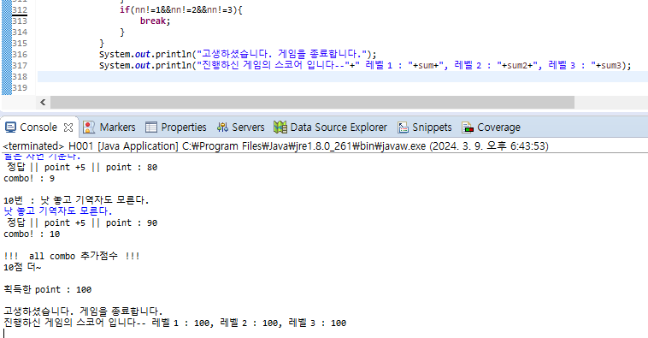 311 }
312 if(nn!=1&&nn!=2&&nn!=3){
313 break;
314 }
315 }
316 System.out.println("고생하셨습니다. 게임을 종료합니다.");
317 System.out.println("진행하신 게임의 스코어 입니다--"+" 레벨 1 : "+sum+", 레벨 2 : "+sum2+", 레벨 3 : "+sum3);
318
319
Console Markers Properties Servers Data Source Explorer Snippets Coverage
<terminated> H001 [Java Application] C:₩Program Files₩Java₩jre1.8.0_261₩bin₩javaw.exe (2024. 3. 9. 오후 6:43:53)
정답 || point +5 || point : 80
combo! : 9
10번 : 낫 놓고 기역자도 모른다.
낫 놓고 기역자도 모른다.
정답 || point +5 || point : 90
combo! : 10
!!! all combo 추가점수 !!!
10점 더~
획득한 point : 100
고생하셨습니다. 게임을 종료합니다.
진행하신 게임의 스코어 입니다-- 레벨 1 : 100, 레벨 2 : 100, 레벨 3 : 100